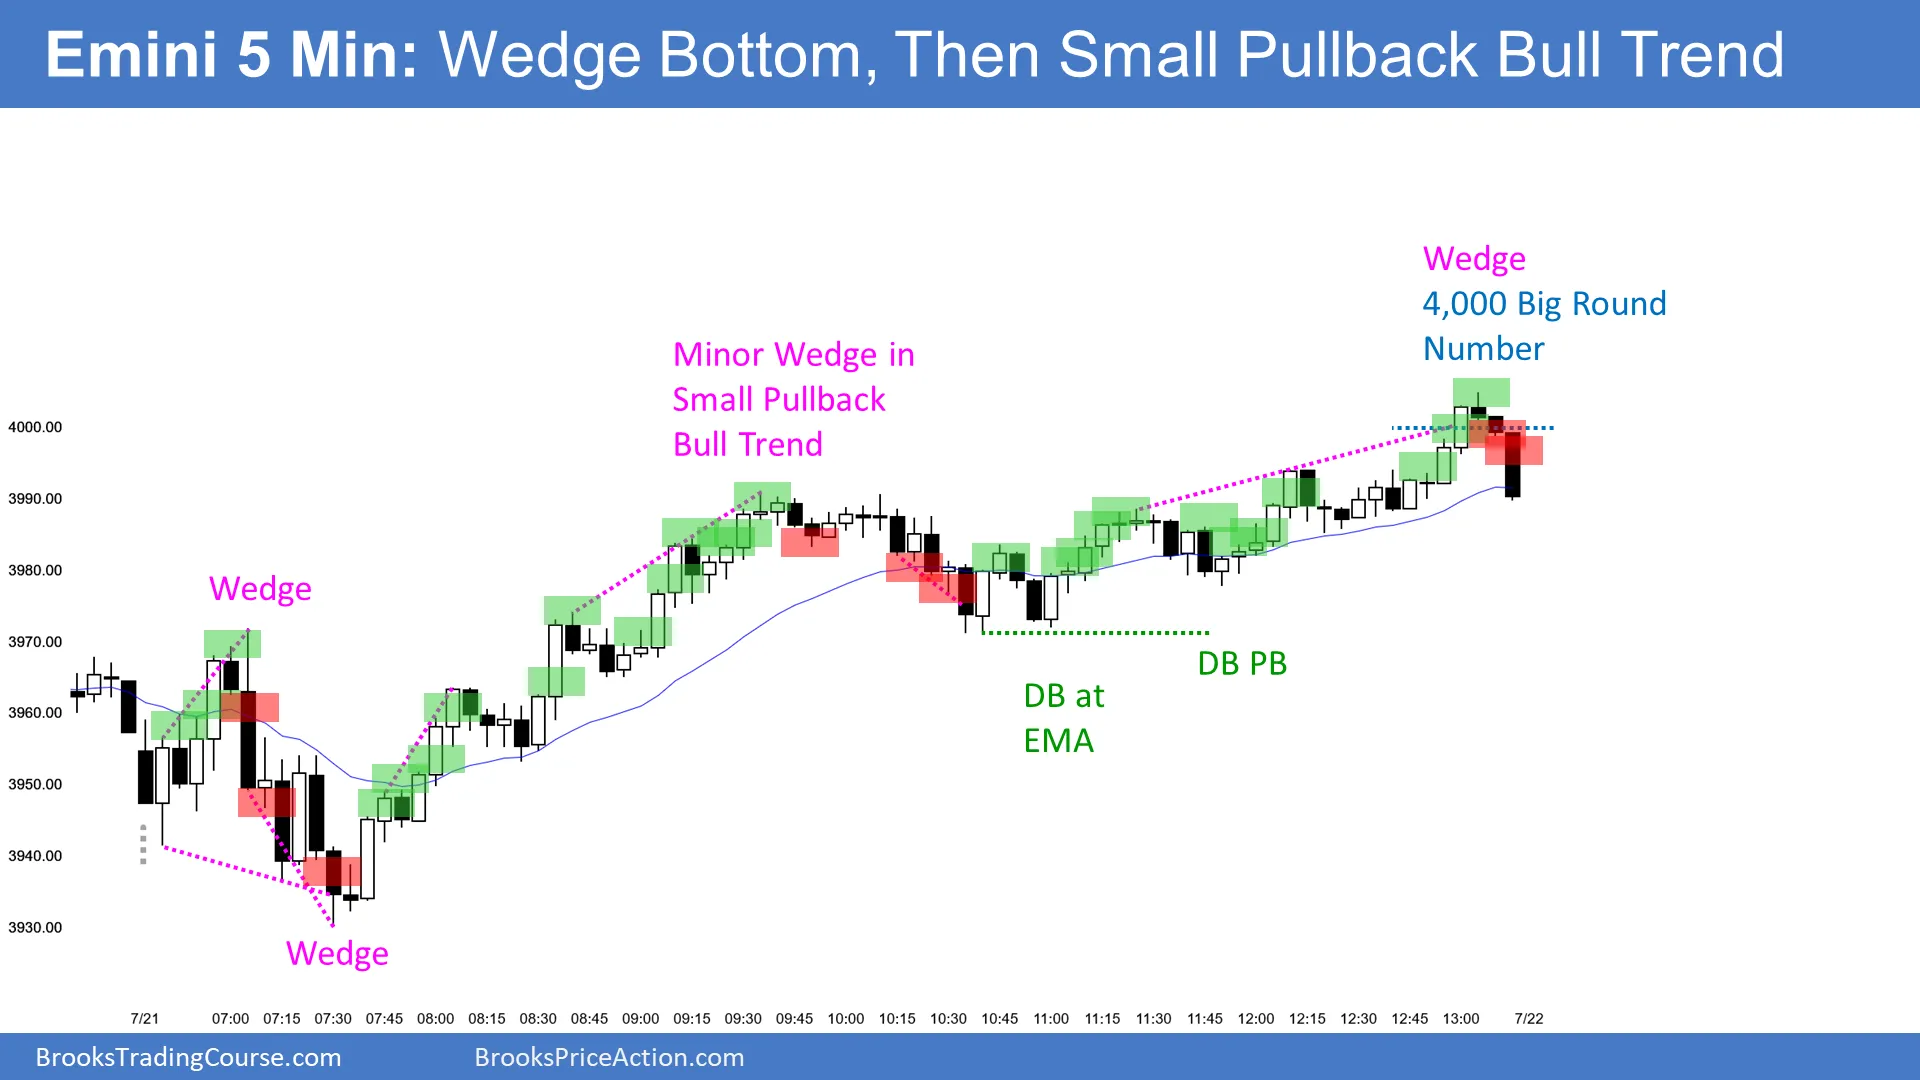 Emini 5 Min: Wedge Bottom, Then Small Pullback Bull Trend
Wedge
4,000 Big Round
Number
Minor Wedge in
Small Pullback
Bull Trend
4000.00
3990.00
3980.00
Wedge
3970.00
DB PB
DB at
EMA
3960.00
3950.00
3940.00
3930.00
Wedge
7/21 07:00 07:15 07:30 07:45 08:00 08:15 08:30 08:45 09:00 09:15 09:30 09:45 10:00 10:15 10:30 10:45 11:00 11:15 11:30 11:45 12:00 12:15 12:30 12:45 13:00 7/22
BrooksTradingCourse.com
BrooksPriceAction.com